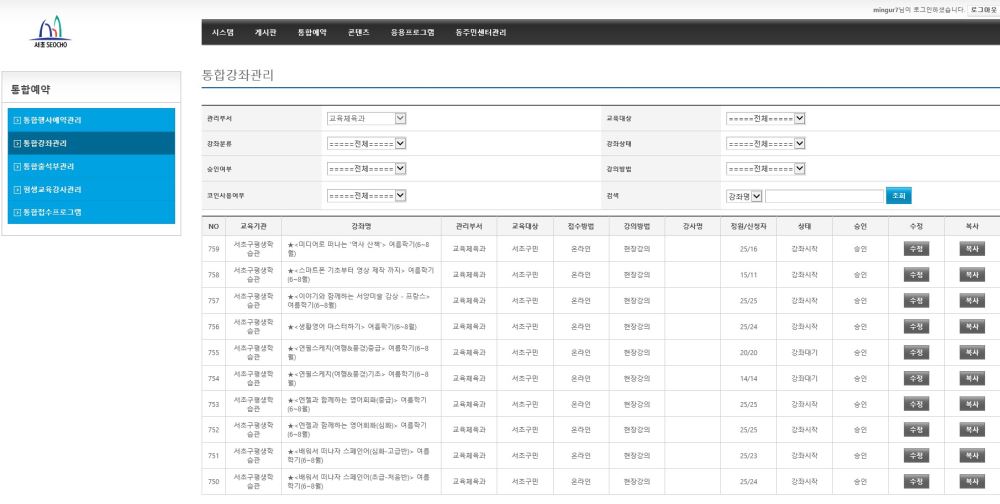 mingur7님이 로그인하셨습니다. 로그아웃
서초 SEOCHO
시스템 게시판 통합예약 콘텐츠 응용프로그램 동주민센터관리
통합예약
통합행사예약관리
통합강좌관리
통합출석부관리
평생교육강사관리
통합접수프로그램
통합강좌관리
관리부서 교육체육과 교육대상 =====전체=====
강좌분류 =====전체===== 강좌상태 =====전체=====
승인여부 =====전체===== 강의방법 =====전체=====
코인사용여부 =====전체===== 검색 강좌명 조회
NO 교육기관 강좌명 관리부서 교육대상 접수방법 강의방법 강사명 정원/신청자 상태 승인 수정 복사
759 서초구평생학습관 ★<미디어로 떠나는 '역사 산책'> 여름학기(6~8월) 교육체육과 서초구민 온라인 현장강의 25/16 강좌시작 승인 수정 복사
758 서초구평생학습관 ★<스마트폰 기초부터 영상 제작 까지> 여름학기(6~8월) 교육체육과 서초구민 온라인 현장강의 15/11 강좌시작 승인 수정 복사
757 서초구평생학습관 ★<이야기와 함께하는 서양미술 감상 - 프랑스> 여름학기(6~8월) 교육체육과 서초구민 온라인 현장강의 25/25 강좌시작 승인 수정 복사
756 서초구평생학습관 ★<생활영어 마스터하기> 여름학기(6~8월) 교육체육과 서초구민 온라인 현장강의 25/24 강좌시작 승인 수정 복사
755 서초구평생학습관 ★<연필스케치(여행&풍경)중급> 여름학기(6~8월) 교육체육과 서초구민 온라인 현장강의 20/20 강좌대기 승인 수정 복사
754 서초구평생학습관 ★<연필스케치(여행&풍경)기초> 여름학기(6~8월) 교육체육과 서초구민 온라인 현장강의 14/14 강좌대기 승인 수정 복사
753 서초구평생학습관 ★<엔젤과 함께하는 영어회화(중급)> 여름학기(6~8월) 교육체육과 서초구민 온라인 현장강의 25/25 강좌시작 승인 수정 복사
752 서초구평생학습관 ★<엔젤과 함께하는 영어회화(심화)> 여름학기(6~8월) 교육체육과 서초구민 온라인 현장강의 25/25 강좌시작 승인 수정 복사
751 서초구평생학습관 ★<배워서 떠나자 스페인어(심화-고급반)> 여름학기(6~8월) 교육체육과 서초구민 온라인 현장강의 25/23 강좌시작 승인 수정 복사
750 서초구평생학습관 ★<배워서 떠나자 스페인어(초급-처음반)> 여름학기(6~8월) 교육체육과 서초구민 온라인 현장강의 25/24 강좌시작 승인 수정 복사